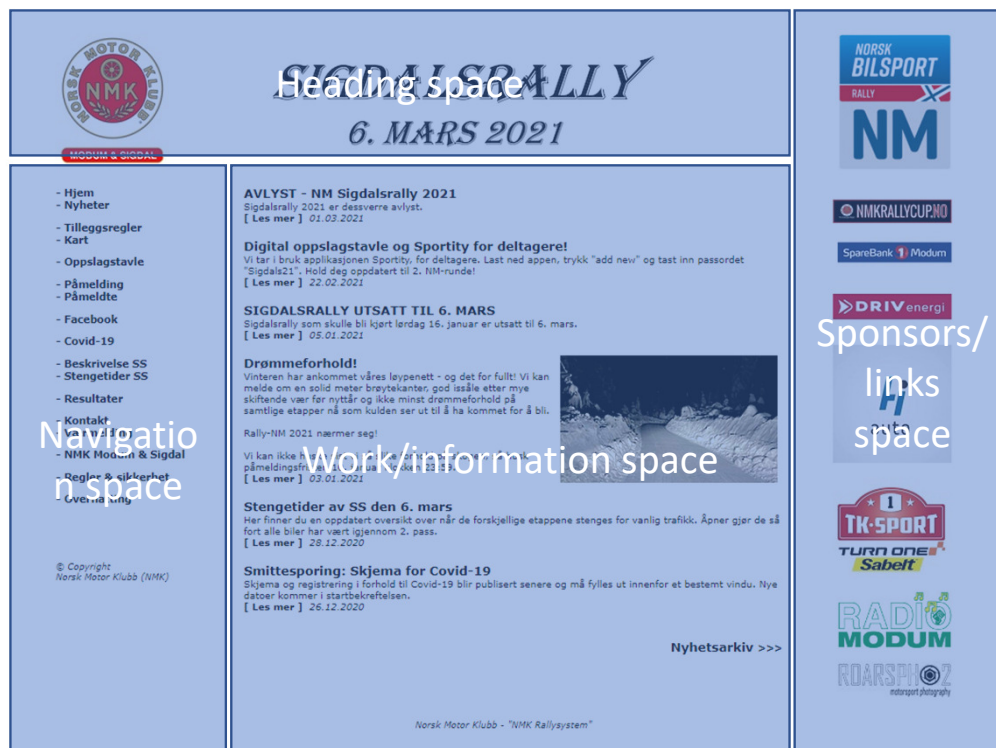 NORSK MOTOR KLUBB
NMK
MODUM & SIGDAL
SIGDALSRALLY
Heading space
6. MARS 2021
- Hjem
- Nyheter
- Tilleggsregler
- Kart
- Oppslagstavle
- Påmelding
- Påmeldte
- Facebook
- Covid-19
- Beskrivelse SS
- Stengetider SS
- Resultater
- Kontakt
- NMK Modum & Sigdal
- Regler & sikkerhet
- Overnatting
Navigatio
n space
© Copyright
Norsk Motor Klubb (NMK)
AVLYST - NM Sigdalsrally 2021
Sigdalsrally 2021 er dessverre avlyst.
[ Les mer ] 01.03.2021
Digital oppslagstavle og Sportity for deltagere!
Vi tar i bruk applikasjonen Sportity, for deltagere. Last ned appen, trykk "add new" og tast inn passordet
"Sigdals21". Hold deg oppdatert til 2. NM-runde!
[ Les mer ] 22.02.2021
SIGDALSRALLY UTSATT TIL 6. MARS
Sigdalsrally som skulle bli kjørt lørdag 16. januar er utsatt til 6. mars.
[ Les mer ] 05.01.2021
Drømmeforhold!
Vinteren har ankommet våres løypenett - og det for fullt! Vi kan
melde om en solid meter brøytekanter, god issåle etter mye
skiftende vær før nyttår og ikke minst drømmeforhold på
samtlige etapper nå som kulden ser ut til å ha kommet for å bli.
Rally-NM 2021 nærmer seg!
Vi kan ikke
Work/information space
[ Les mer ] 03.01.2021
Stengetider av SS den 6. mars
Her finner du en oppdatert oversikt over når de forskjellige etappene stenges for vanlig trafikk. Åpner gjør de så
fort alle biler har vært igjennom 2. pass.
[ Les mer ] 28.12.2020
Smittesporing: Skjema for Covid-19
Skjema og registrering i forhold til Covid-19 blir publisert senere og må fylles ut innenfor et bestemt vindu. Nye
datoer kommer i startbekreftelsen.
[ Les mer ] 26.12.2020
Nyhetsarkiv >>>
Norsk Motor Klubb - "NMK Rallysystem"
NORSK
BILSPORT
RALLY
NM
NMKRALLYCUP.NO
SpareBank 1 Modum
DRIVenergi
Sponsors/
links
space
auto
1
TK-SPORT
TURN ONE
Sabelt
RADIO
MODUM
ROARSPHO2
motorsport photography